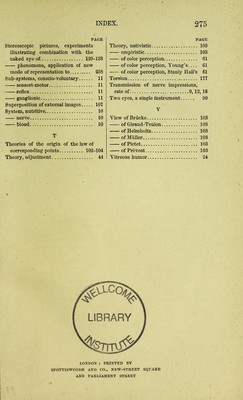 INDEX.
275
PAGE
Stereoscopic pictures, experiments
illustrating combination with the
naked eye of .......... 120-133
—— phenomena, application of new
mode of representation to ........ 208
Sub-systems, conscio-voluntary ...... 11
—— sensori-motor ............ 11
—— reflex ............ 11
—— ganglionic ............ 11
Superposition of external images .... 107
System, nutritive ............ 10
—— nerve ............ 10
—— blood ............ 10
T
Theories of the origin of the law of
corresponding points .......... 101-104
Theory, adjustment ............ 44
PAGE
Theory, nativistic ............ 103
—— empiristic ............ 103
—— of color perception ............ 61
—— of color perception, Young's .... 61
—— of color perception, Stanly Hall's 61
Torsion ............ 177
Transmission of nerve impressions,
rate of ............ 9, 12, 18
Two eyes, a single instrument ...... 90
V
View of Brücke ............ 103
—— of Giraud-Teulon ............ 103
—— of Helmholtz ............ 103
—— of Müller ............ 103
—— of Pictet ............ 103
—— of Prévost ............ 103
Vitreous humor ............ 24
WELLCOME
LIBRARY
INSTITUTE
LONDON: PRINTED BY
SPOTTISWOODE AND CO., NEW-STREET SQUARE
AND PARLIAMENT STREET